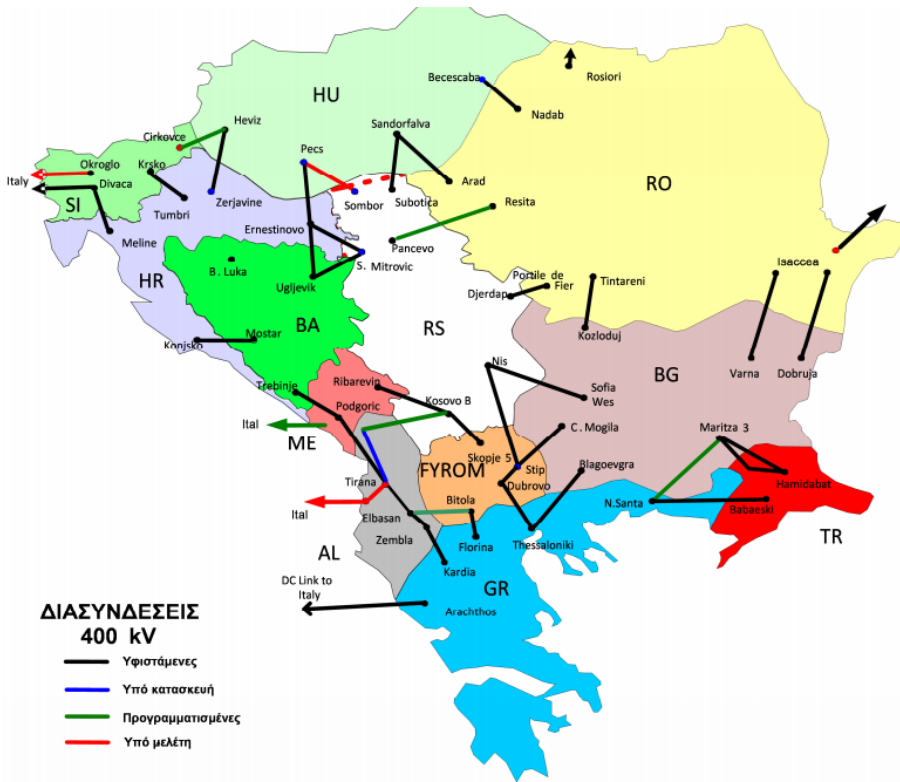 Rosiori
Becescaba
HU
Nadab
Heviz
Sandorfalva
Cirkovce
Pecs
Okroglo
Krsko
Arad
RO
Italy
Divaca
SI
Tumbri
Zerjavine
Sombor
Subotica
Resita
Meline
Ernestinovo
Pancevo
S.
Mitrovic
Isaccea
HR
B. Luka
Ugljevik
Portile de
Fier
Tintareni
Djerdap
BA
RS
Kozloduj
Konjsko
Mostar
Nis
Varna
Dobruja
BG
Trebinje
Ribarevin
Sofia
Wes
Podgoric
Kosovo B
C. Mogila
Maritza 3
Ital
ME
Skopje 5
FYROM
Stip
Blagoevgra
Tirana
Dubrovo
Hamidabat
Ital
Bitola
N.Santa
Babaeski
Elbasan
Zembla
Florina
Thessaloniki
TR
AL
Kardia
GR
DC Link to
Italy
Arachthos
ΔΙΑΣΥΝΔΕΣΕΙΣ
400 kV
Υφιστάμενες
Υπό κατασκευή
Προγραμματισμένες
Υπό μελέτη